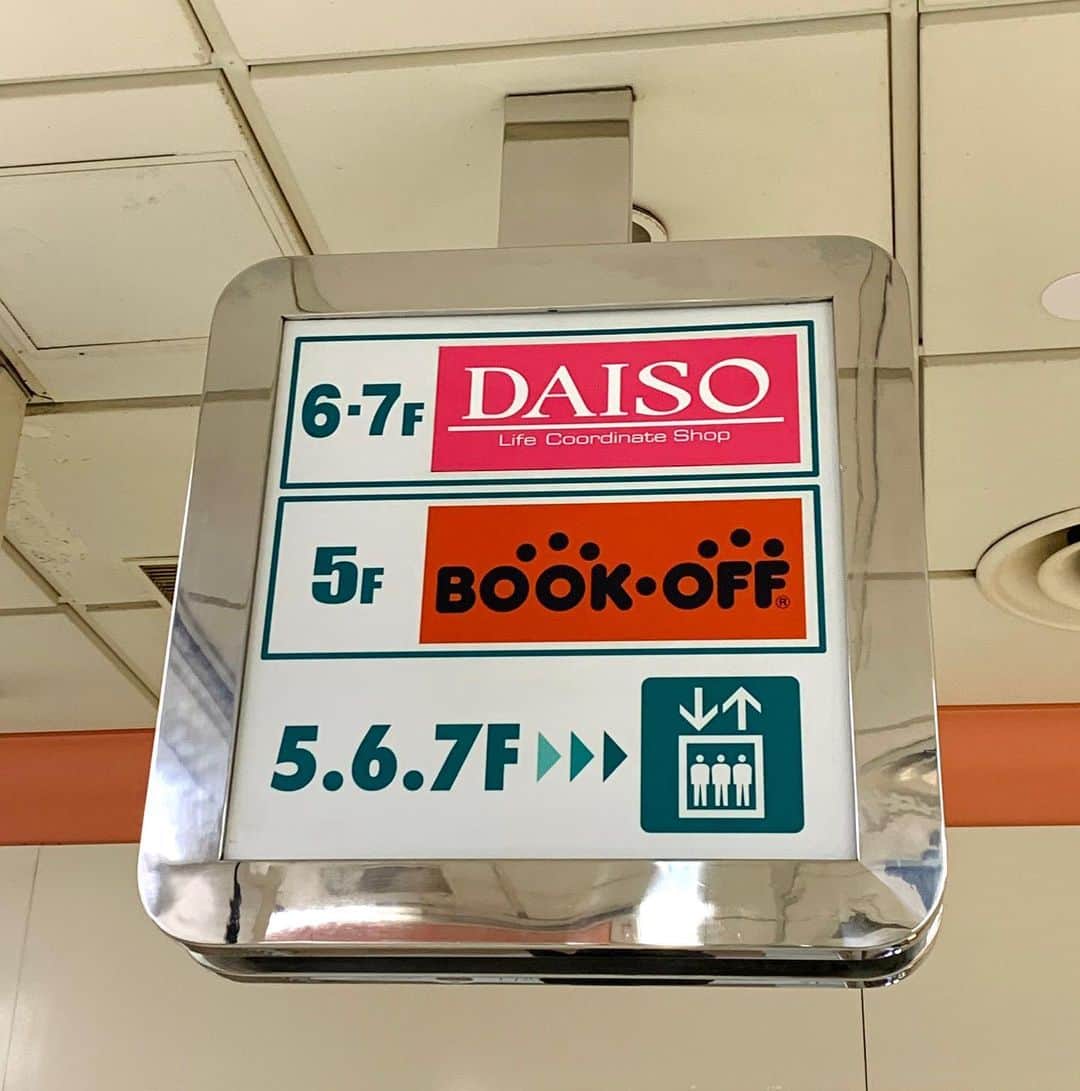 6·7F DAISO
Life Coordinate Shop
5F BOOK·OFF®
5.6.7F